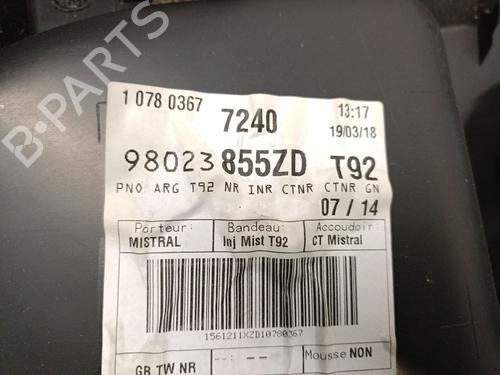 1 078 0367
7240
13:17
19/03/18
98023 855ZD T92
PNO ARG T92 NR INR CTNR CTNR GN
07 / 14
Porteur: Bandeau: Accoudoir:
MISTRAL Inj Mist T92 CT Mistral
1561211XZD10780367
GR TW NR --: -- Mousse NON
B-PARTS